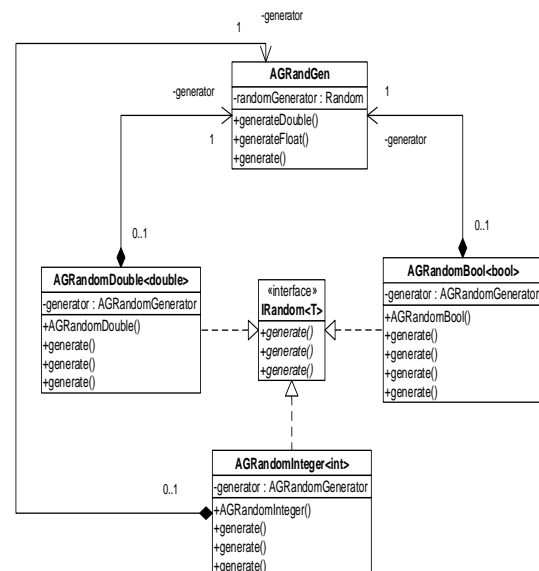 -generator
1
AGRandGen
-randomGenerator : Random
+generateDouble()
+generateFloat()
+generate()
-generator
1
1
-generator
0..1
0..1
AGRandomDouble<double>
-generator : AGRandomGenerator
+AGRandomDouble()
+generate()
+generate()
+generate()
«interface»
IRandom<T>
+generate()
+generate()
+generate()
AGRandomBool<bool>
-generator : AGRandomGenerator
+AGRandomBool()
+generate()
+generate()
+generate()
+generate()
0..1
AGRandomInteger<int>
-generator : AGRandomGenerator
+AGRandomInteger()
+generate()
+generate()
+generate()